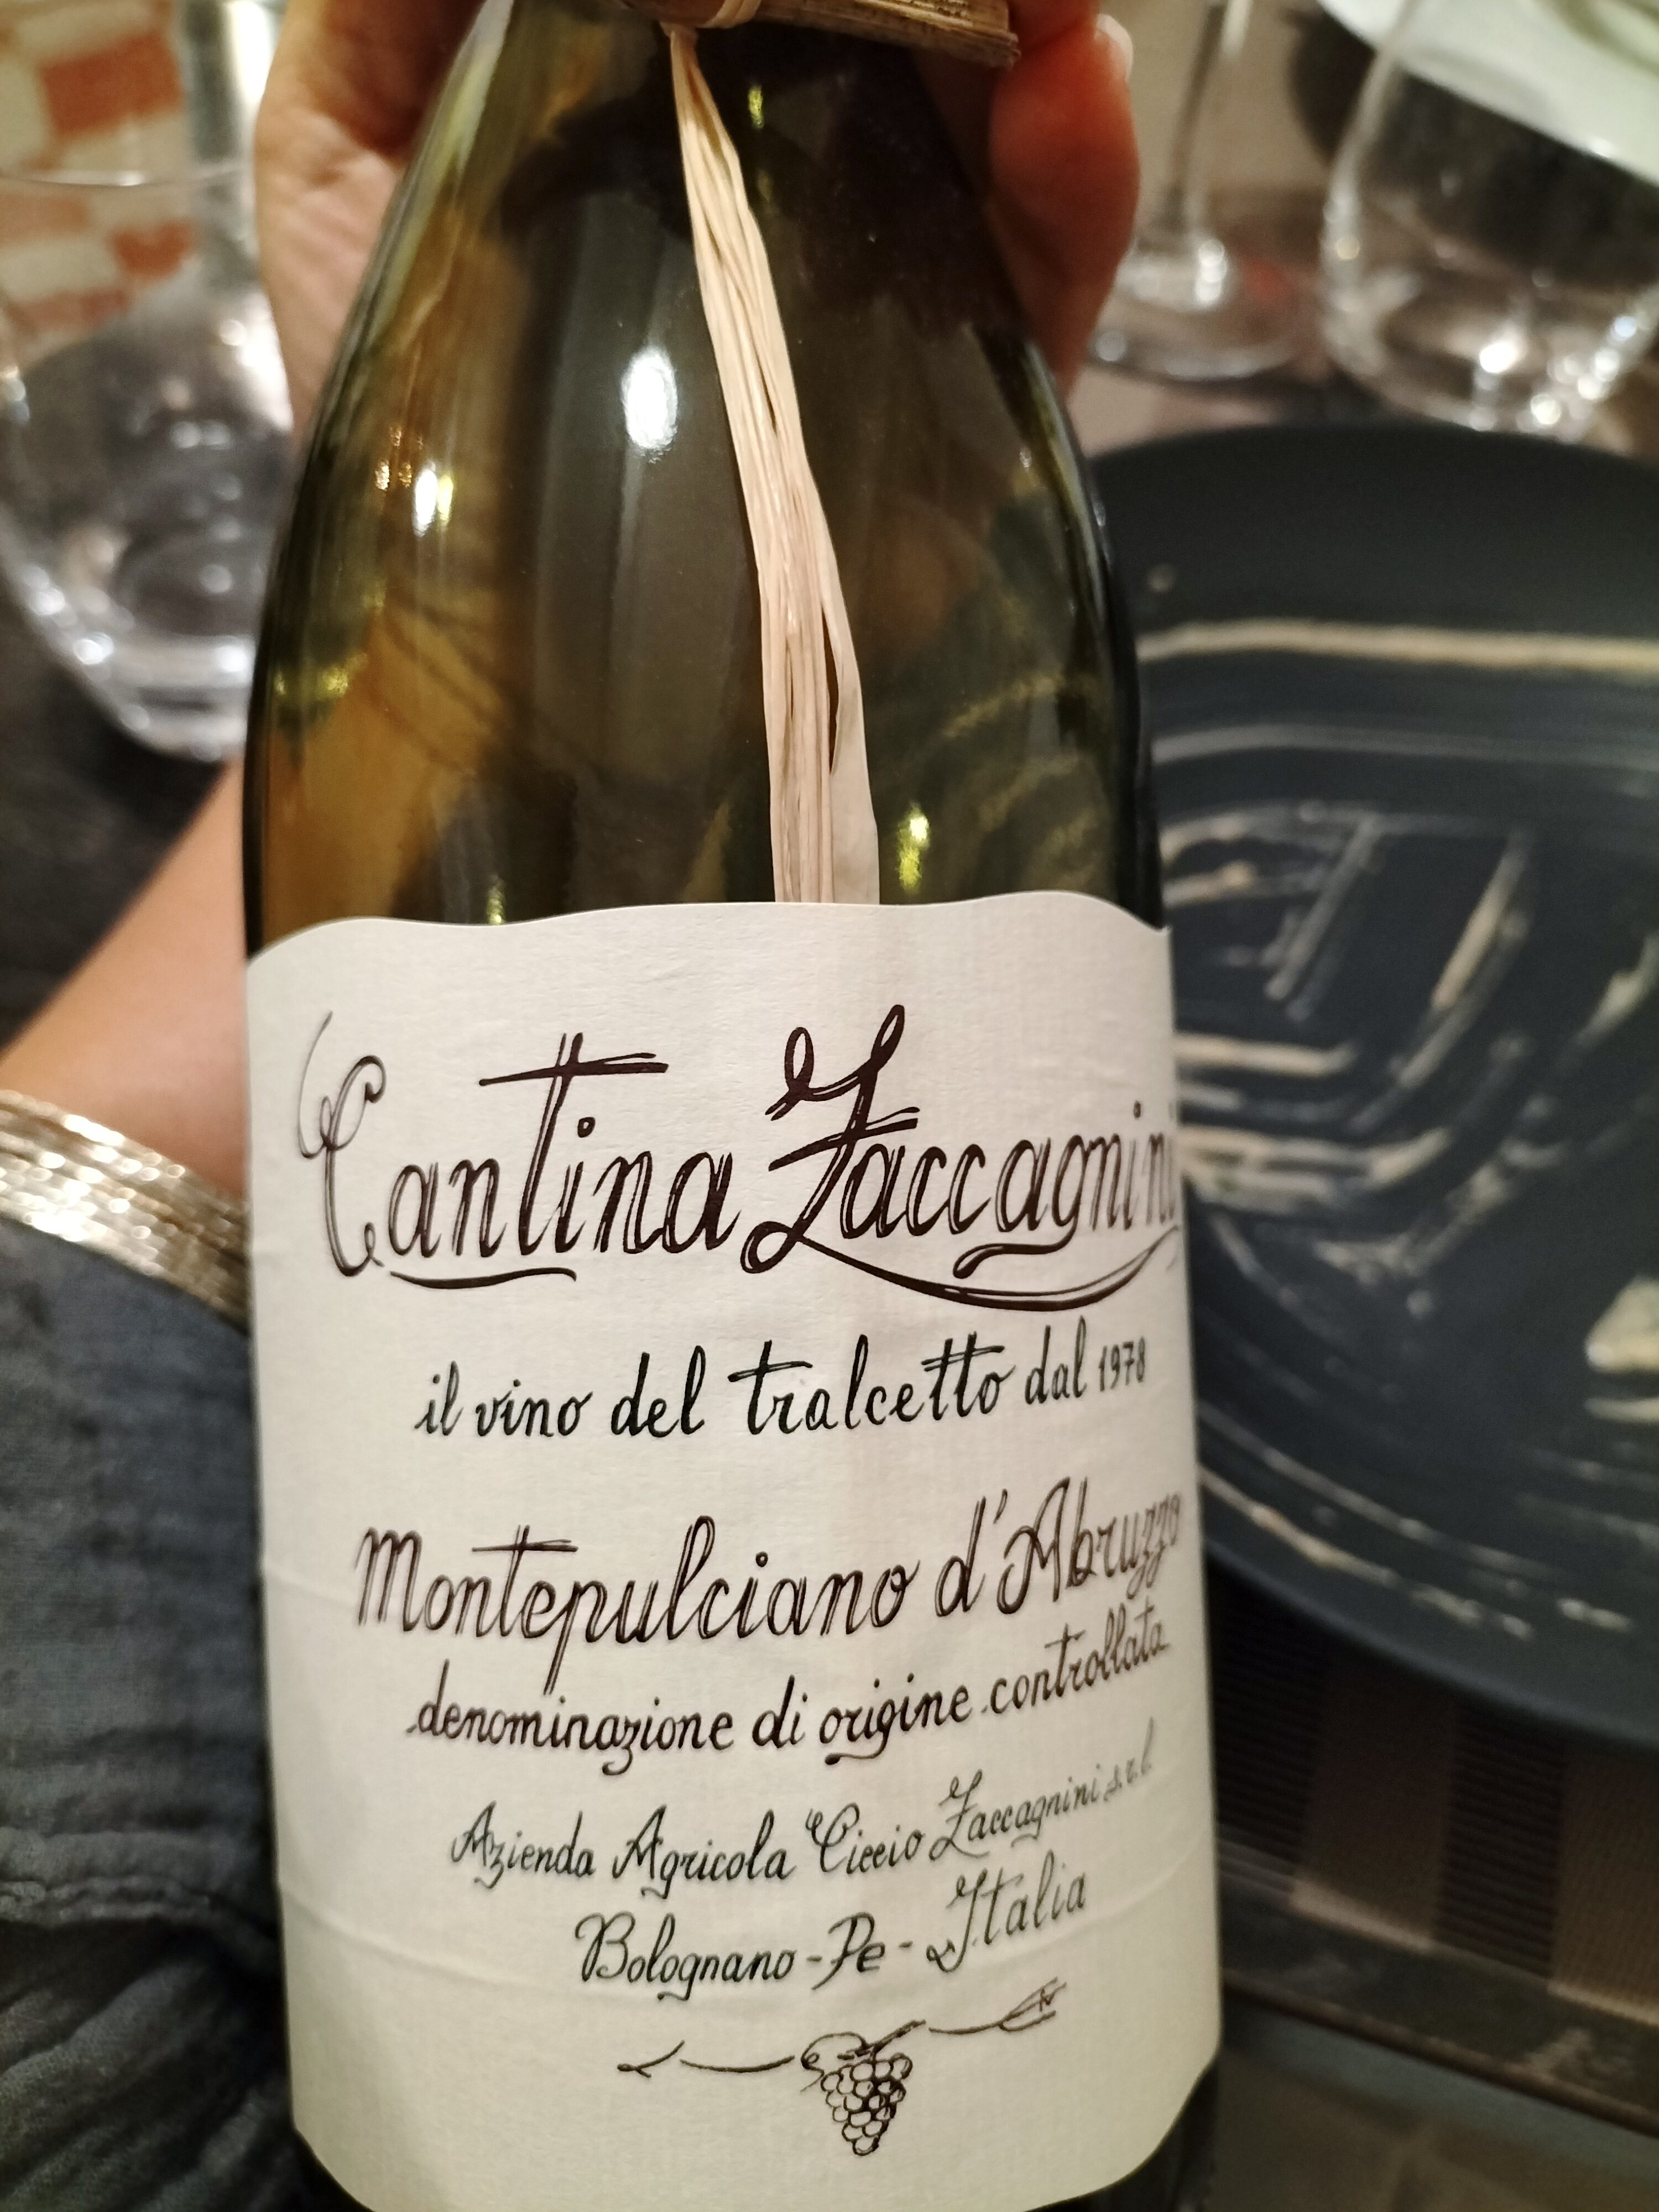 Cantina Zaccagnini
il vino del tralcetto dal 1978
Montepulciano d'Abruzzo
denominazione di origine controllata
Azienda Agricola Ciccio Zaccagnini s.r.l.
Bolognano - Pe - Italia